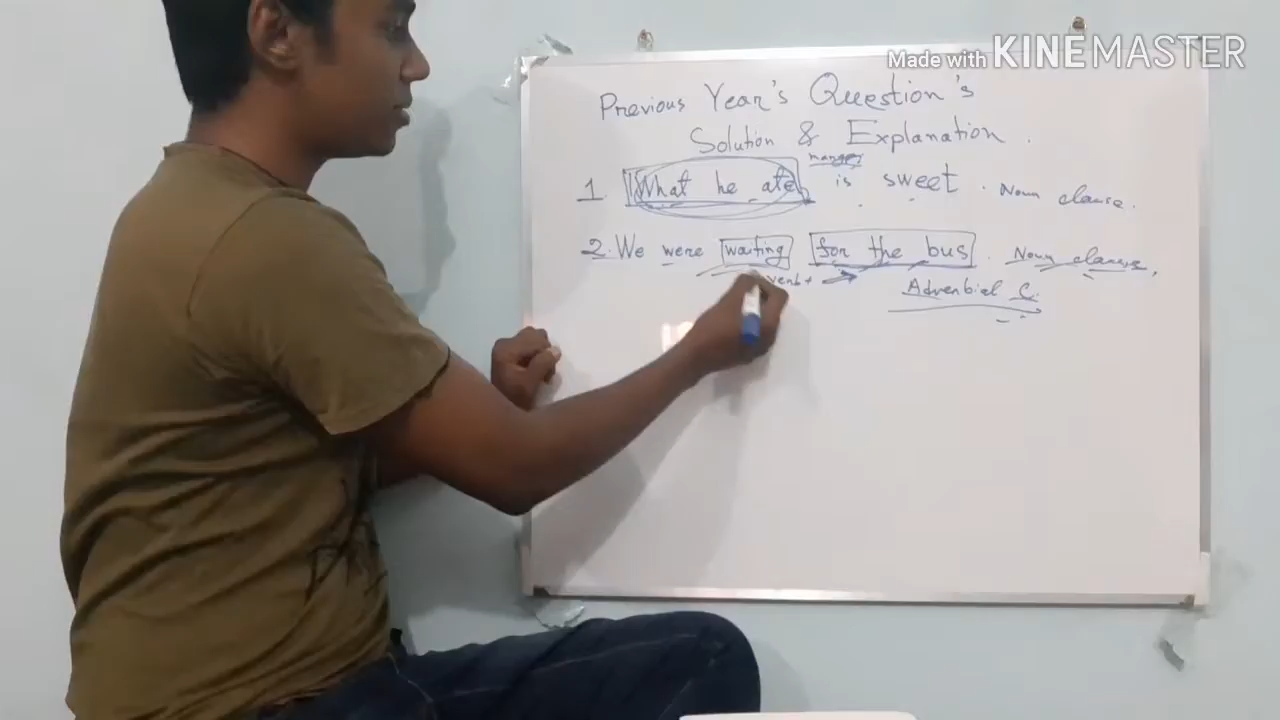 Made with KINEMASTER
Previous Year's Question's
Solution & Explanation.
mango
1 What he ate is sweet. Noun clause.
2. We were waiting for the bus. Noun clause,
verb+
Adverbial C.